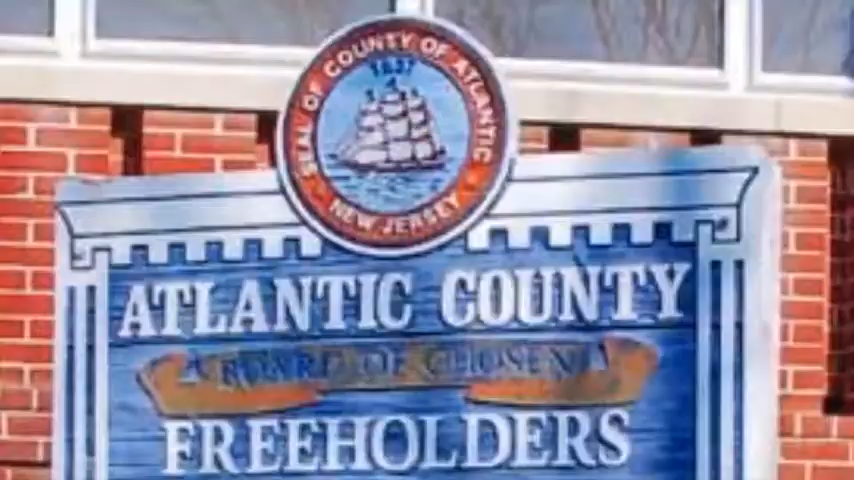 SEAL OF COUNTY OF ATLANTIC
1837
NEW JERSEY
ATLANTIC COUNTY
BOARD OF CHOSEN
FREEHOLDERS